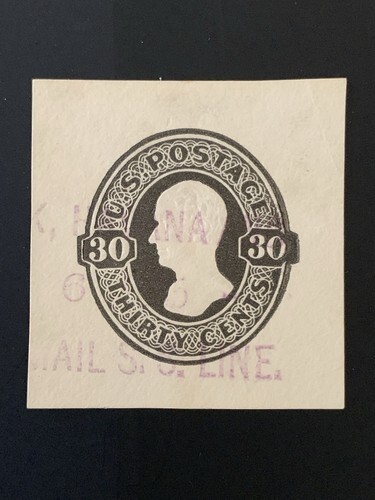 U.S. POSTAGE
30 30
THIRTY CENTS
MAIL S. S. LINE.